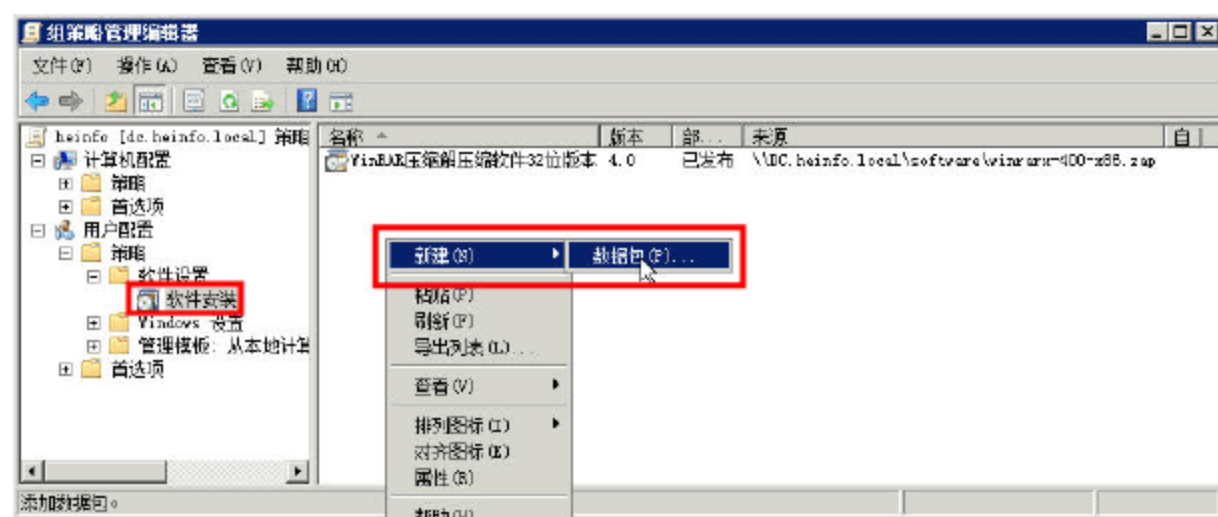 组策略管理编辑器
文件(F) 操作(A) 查看(V) 帮助(H)
heinfo [dc.heinfo.local] 策略
名称 版本 部... 来源 自
计算机配置
WinRAR压缩解压缩软件32位版本 4.0 已发布 \\DC.heinfo.local\software\winrarx-400-x86.zap
策略
首选项
用户配置
策略
软件设置
软件安装
Windows 设置
管理模板: 从本地计算
首选项
新建(N) 数据包(P)...
粘贴(P)
刷新(F)
导出列表(L)...
查看(V)
排列图标(I)
对齐图标(E)
属性(R)
帮助(H)
添加数据包。